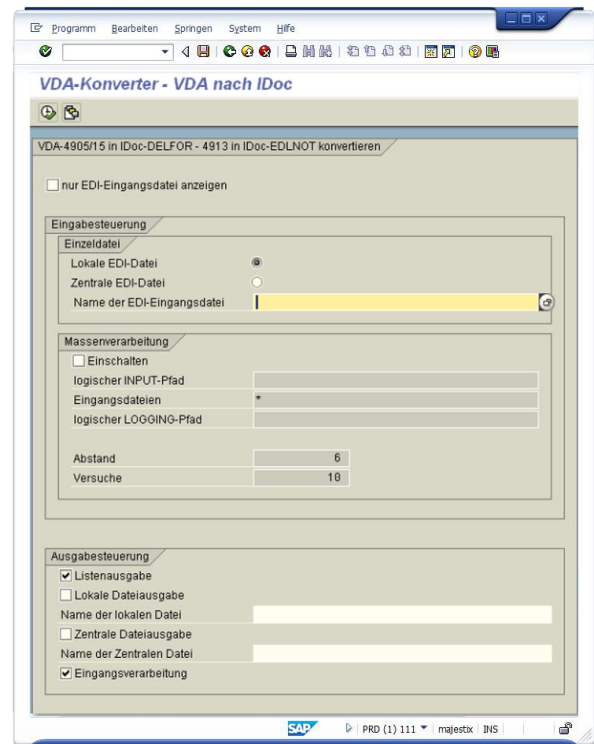 Programm Bearbeiten Springen System Hilfe
VDA-Konverter - VDA nach IDoc
VDA-4905/15 in IDoc-DELFOR - 4913 in IDoc-EDLNOT konvertieren
nur EDI-Eingangsdatei anzeigen
Eingabesteuerung
Einzeldatei
Lokale EDI-Datei
Zentrale EDI-Datei
Name der EDI-Eingangsdatei
Massenverarbeitung
Einschalten
logischer INPUT-Pfad
Eingangsdateien *
logischer LOGGING-Pfad
Abstand 6
Versuche 10
Ausgabesteuerung
Listenausgabe
Lokale Dateiausgabe
Name der lokalen Datei
Zentrale Dateiausgabe
Name der Zentralen Datei
Eingangsverarbeitung
SAP PRD (1) 111 majestix INS